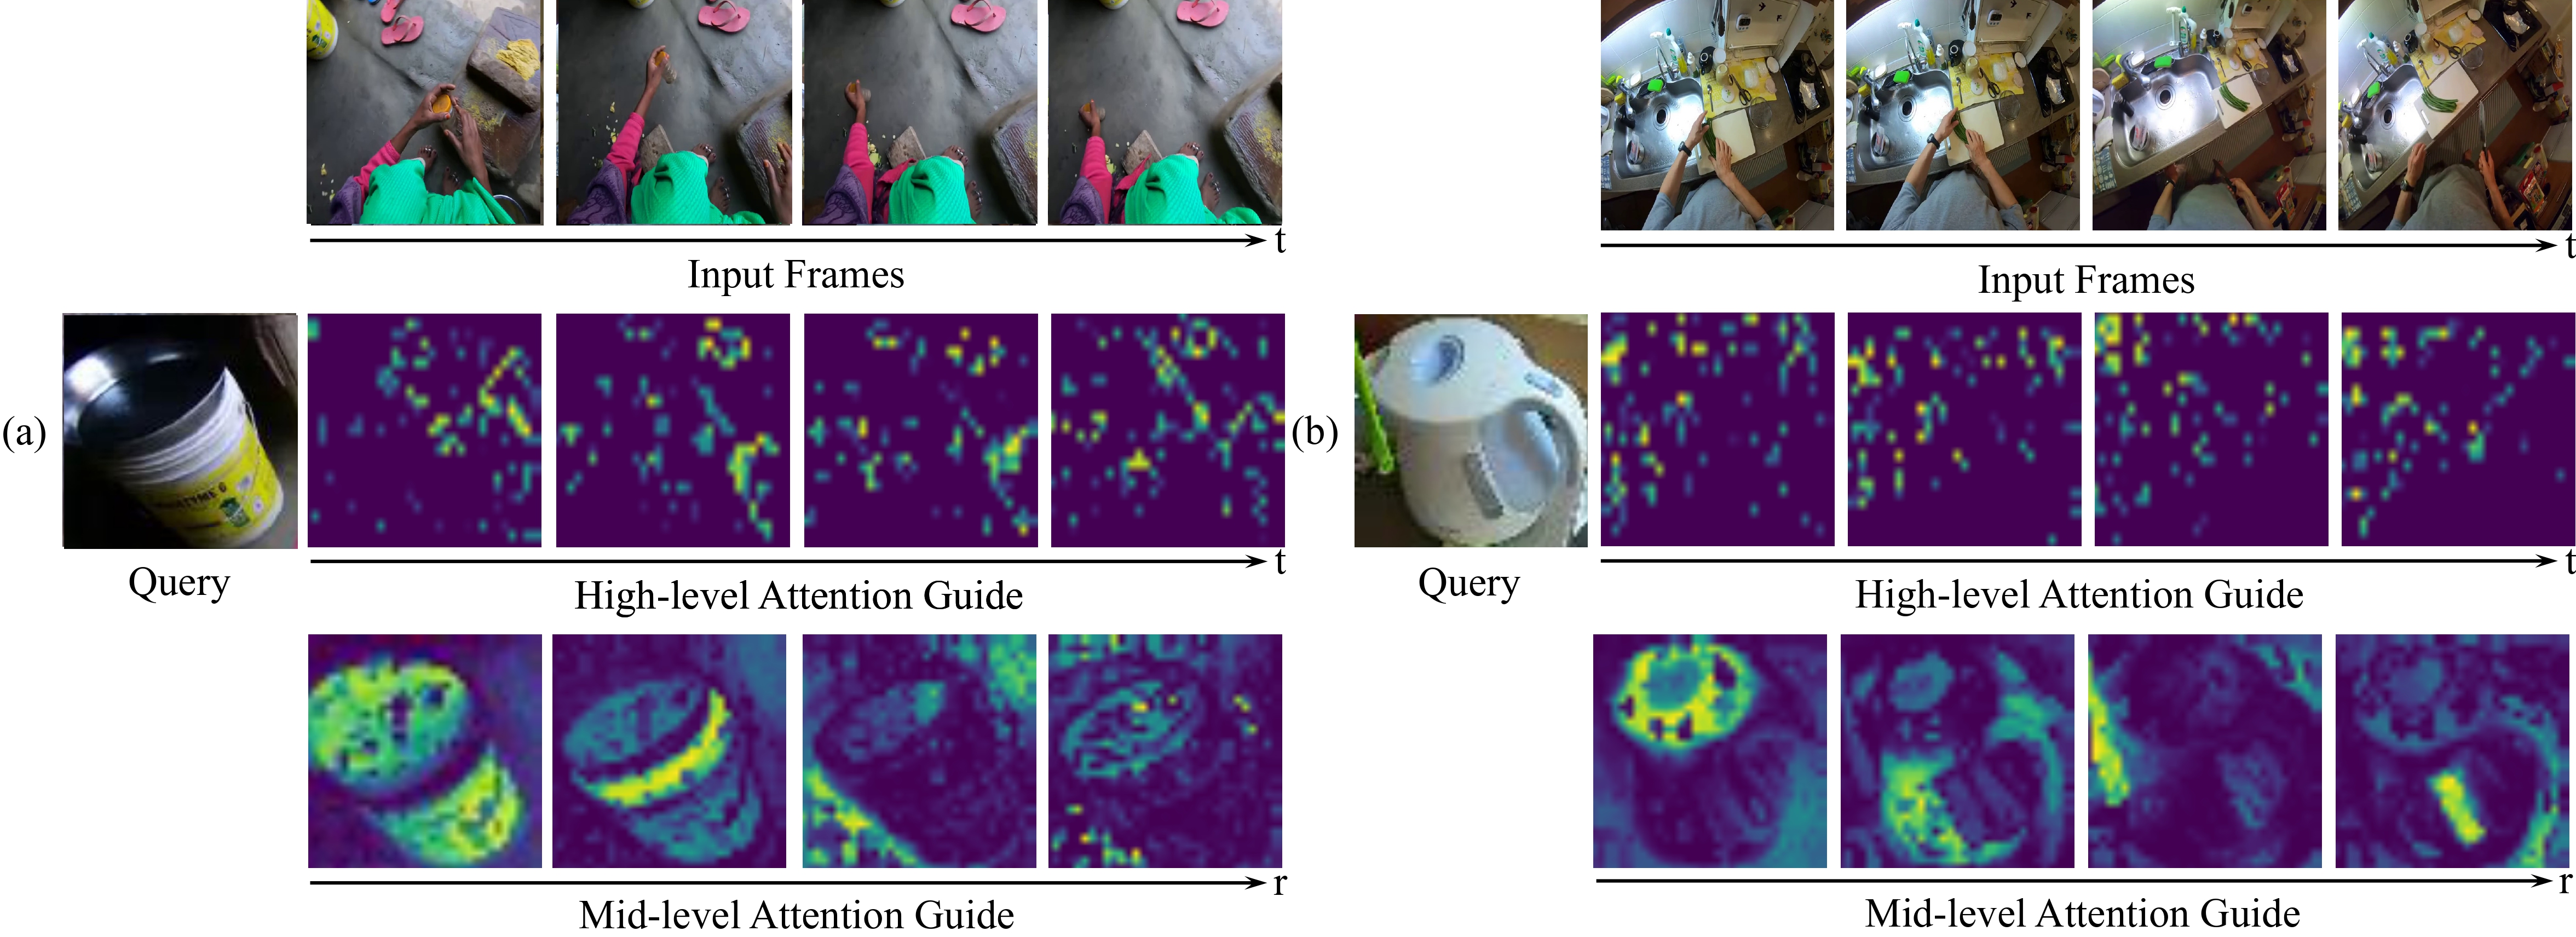 t
Input Frames
t
Input Frames
(a)
Query
t
High-level Attention Guide
(b)
Query
t
High-level Attention Guide
r
Mid-level Attention Guide
r
Mid-level Attention Guide